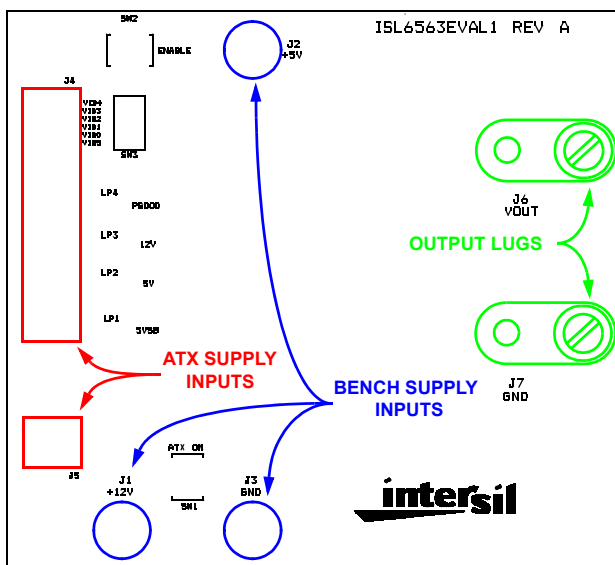 SW2
ENABLE
J2
+5V
ISL6563EVAL1 REV A
J4
VID4
VID3
VID2
VID1
VID0
VID5
SW3
LP4
PGOOD
LP3
12V
LP2
5V
LP1
5VSB
J6
VOUT
OUTPUT LUGS
ATX SUPPLY
INPUTS
BENCH SUPPLY
INPUTS
J7
GND
J5
ATX ON
J1
+12V
SW1
J3
GND
intersil